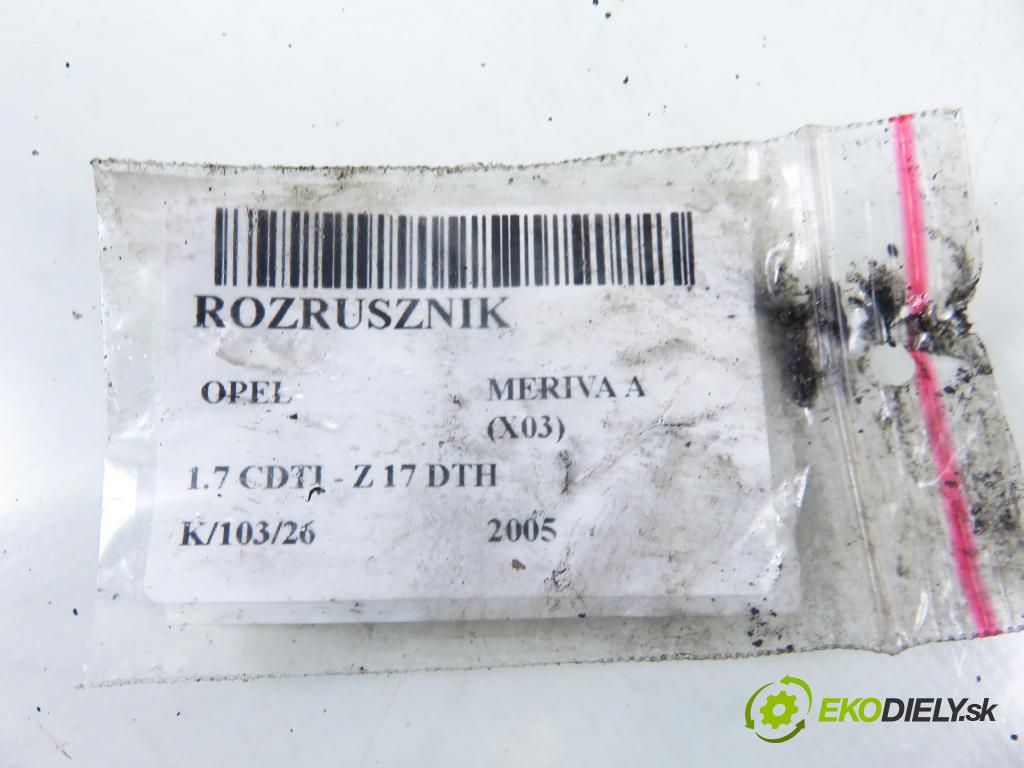 ROZRUSZNIK
OPEL MERIVA A
(X03)
1.7 CDTI - Z 17 DTH
K/103/26 2005
EKODIELY.sk